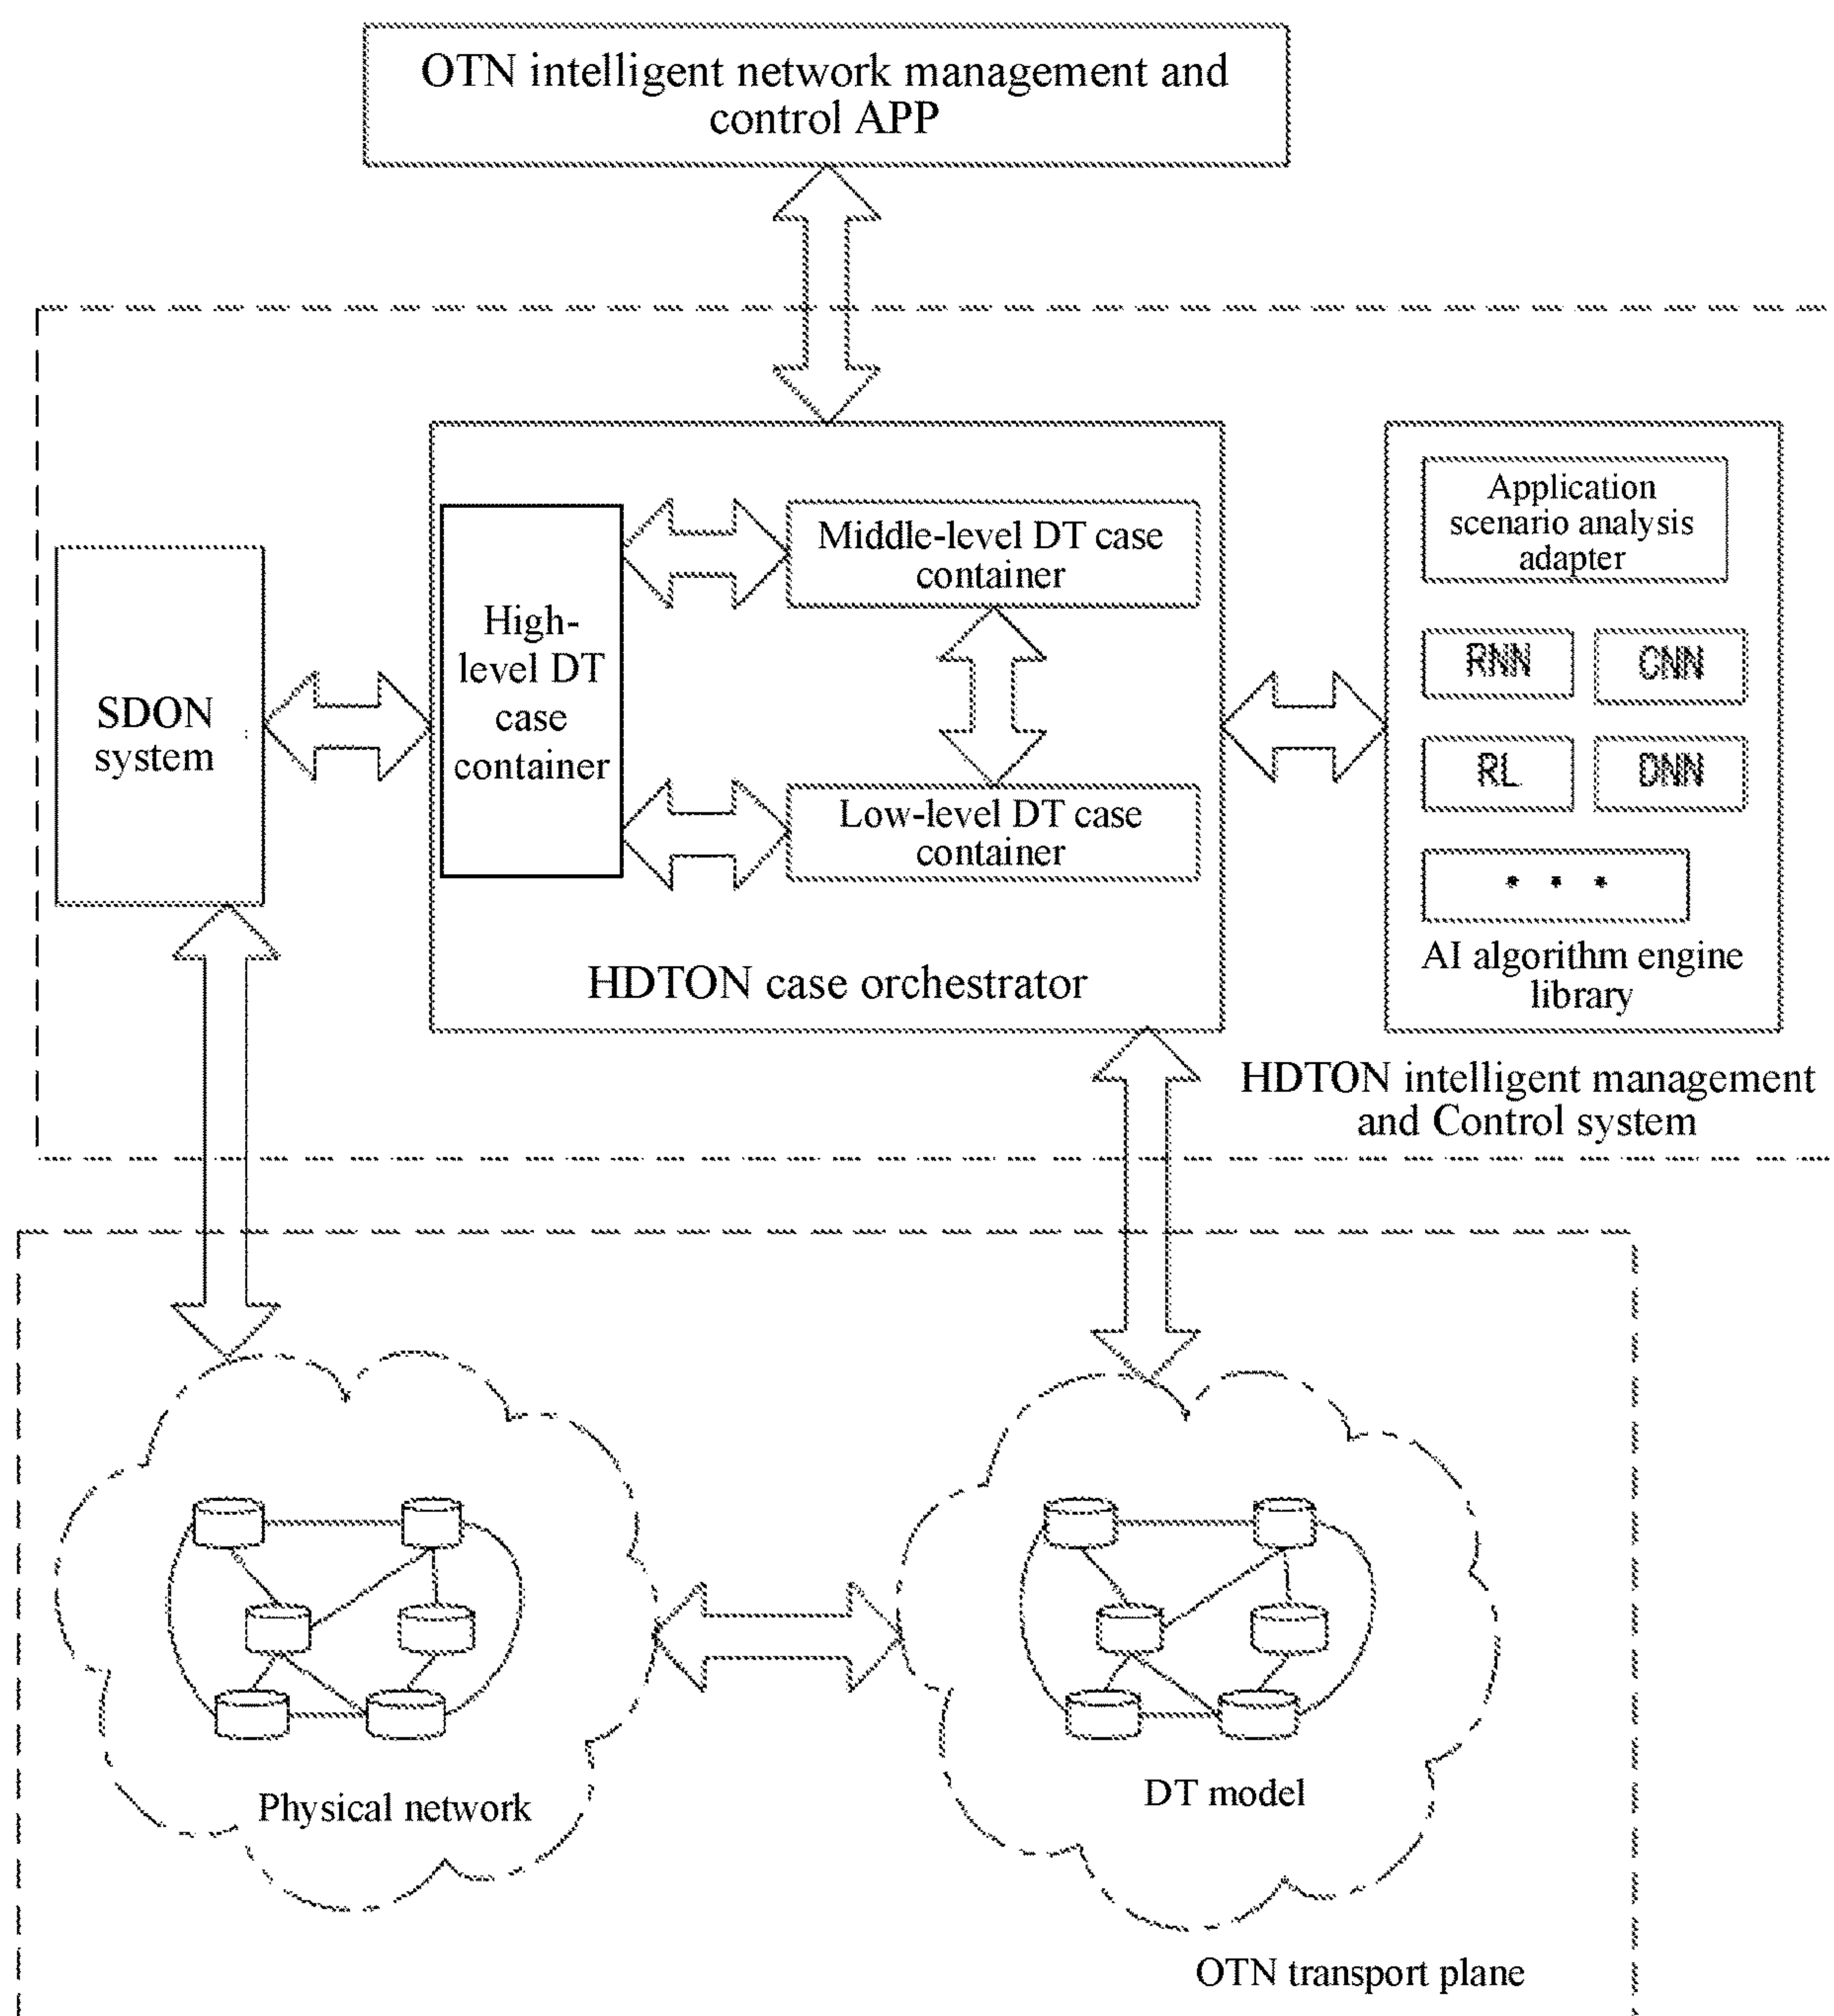 OTN intelligent network management and
control APP
SDON
system
High-
level DT
case
container
Middle-level DT case
container
Low-level DT case
container
HDTON case orchestrator
Application
scenario analysis
adapter
RNN
CNN
RL
DNN
• • •
AI algorithm engine
library
HDTON intelligent management
and Control system
Physical network
DT model
OTN transport plane